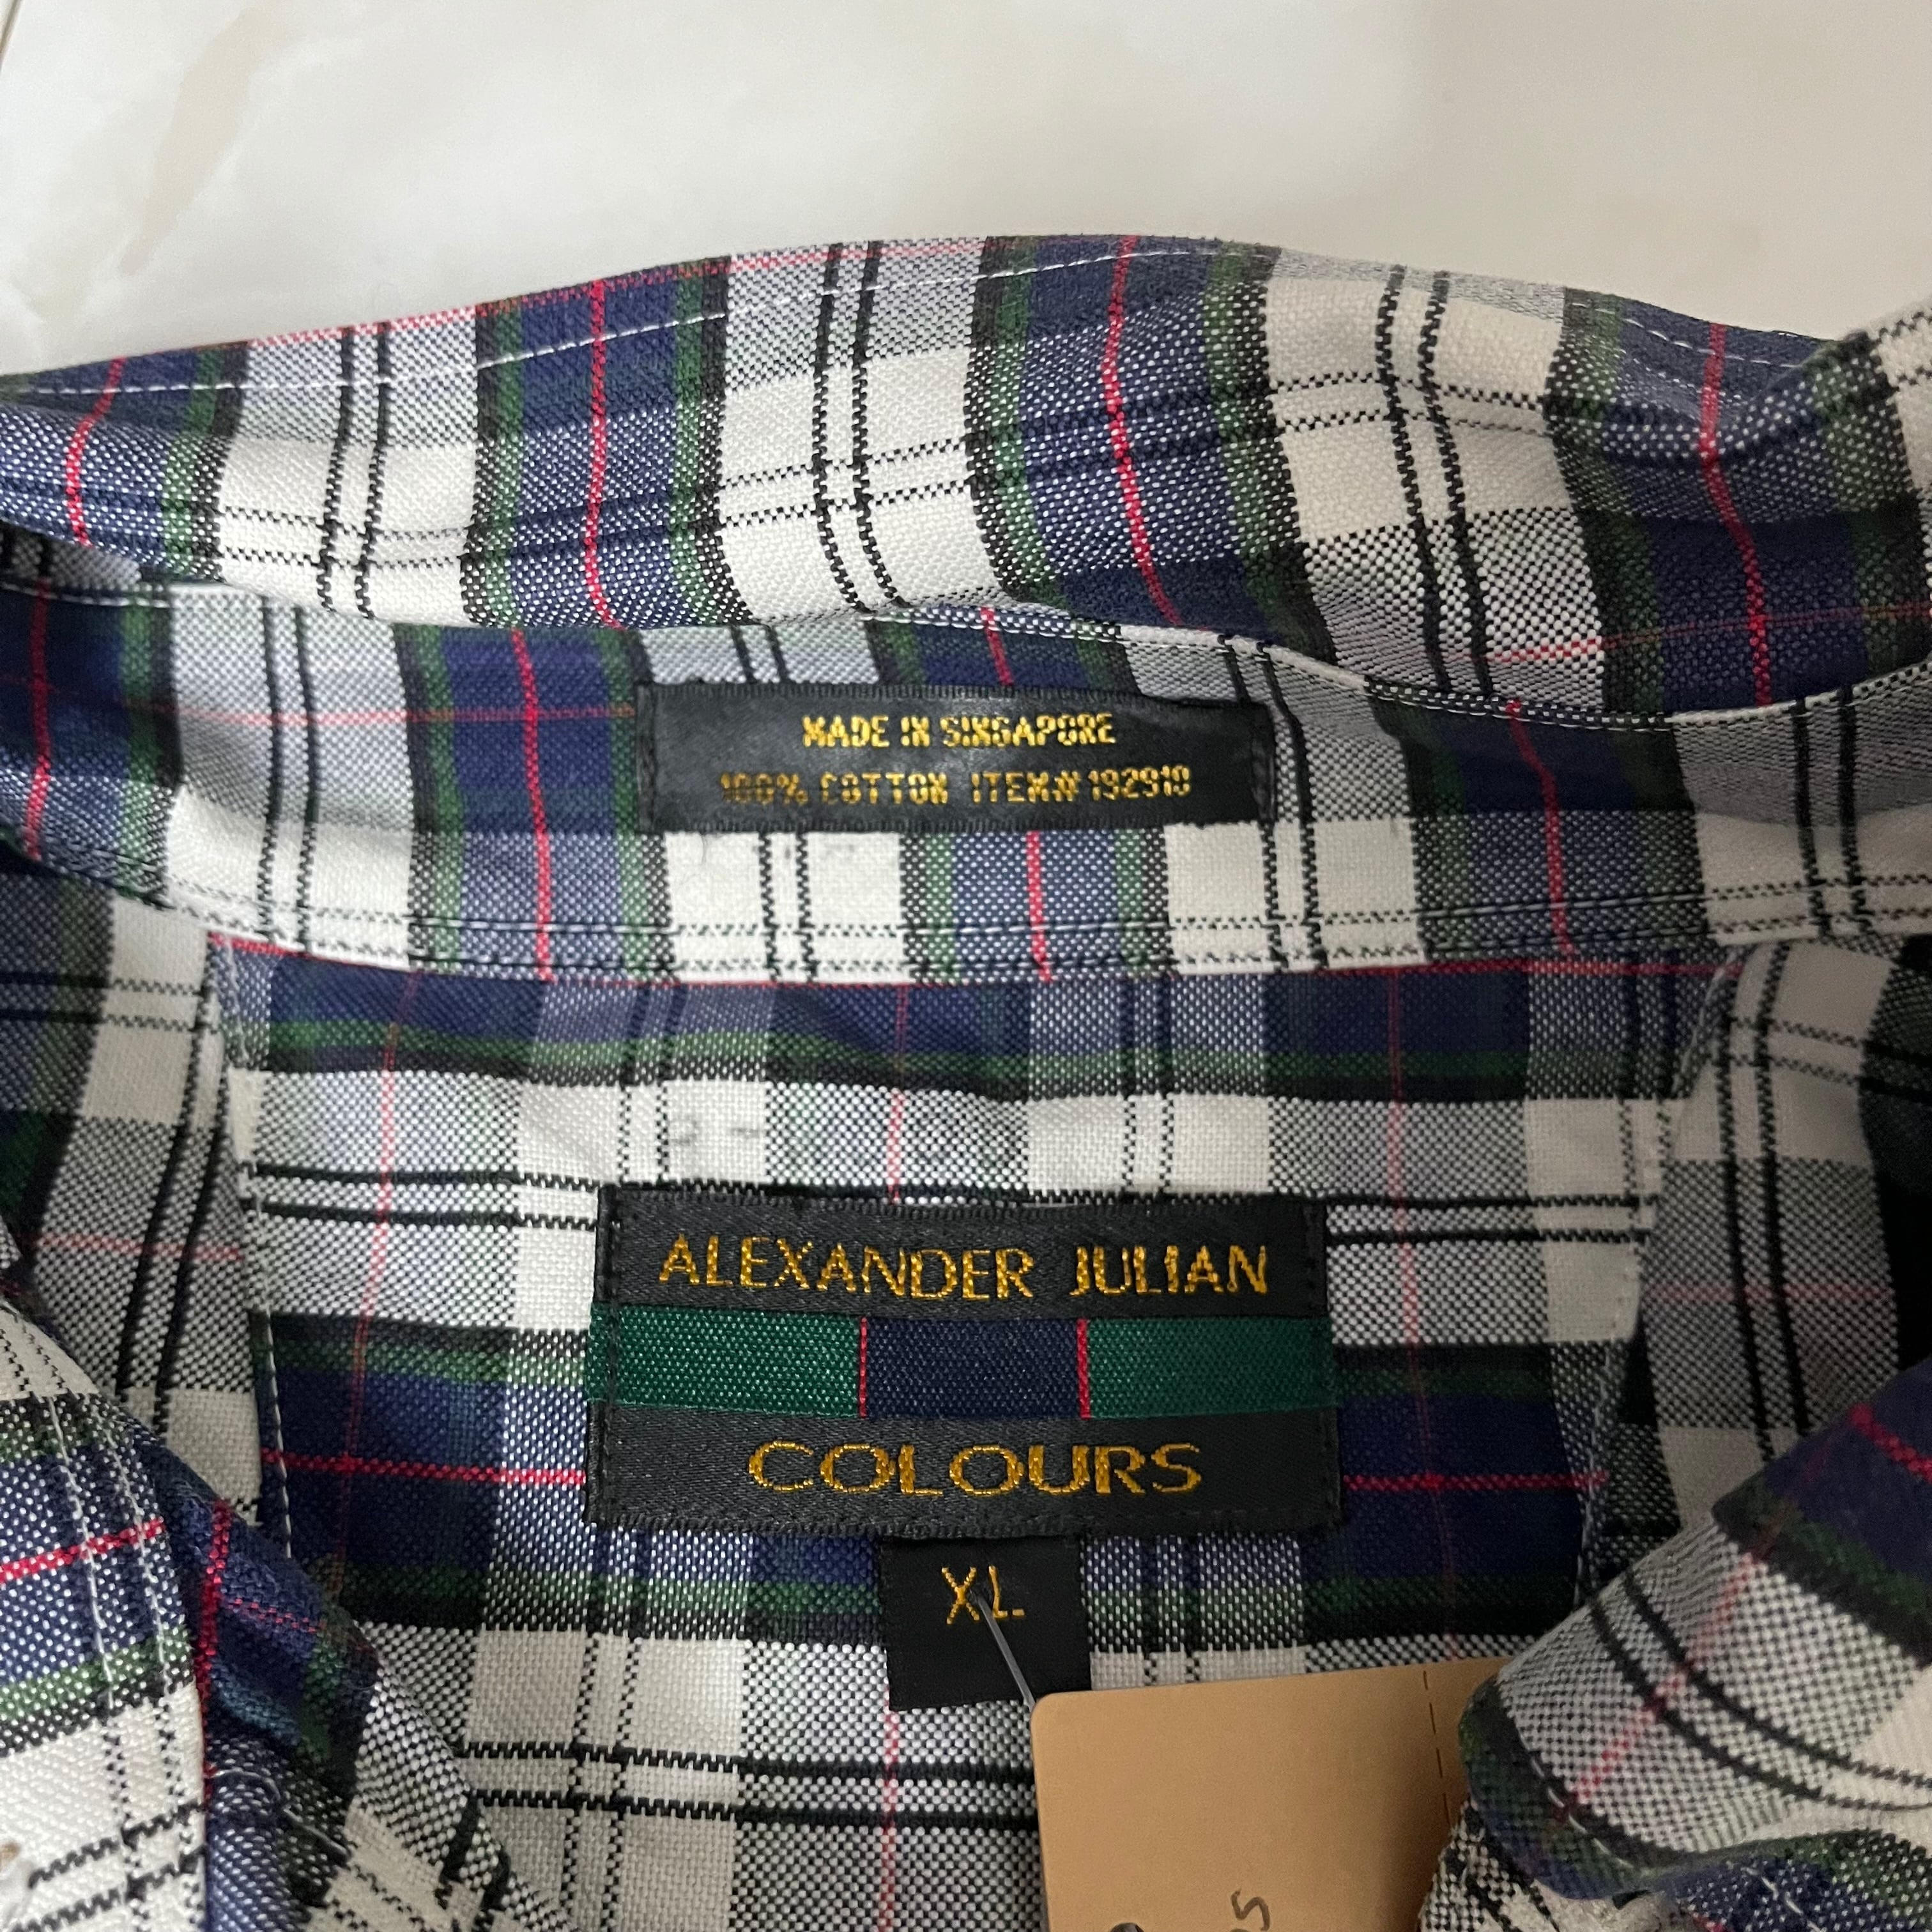 MADE IN SINGAPORE
100% COTTON ITEM# 192910
ALEXANDER JULIAN
COLOURS
XL